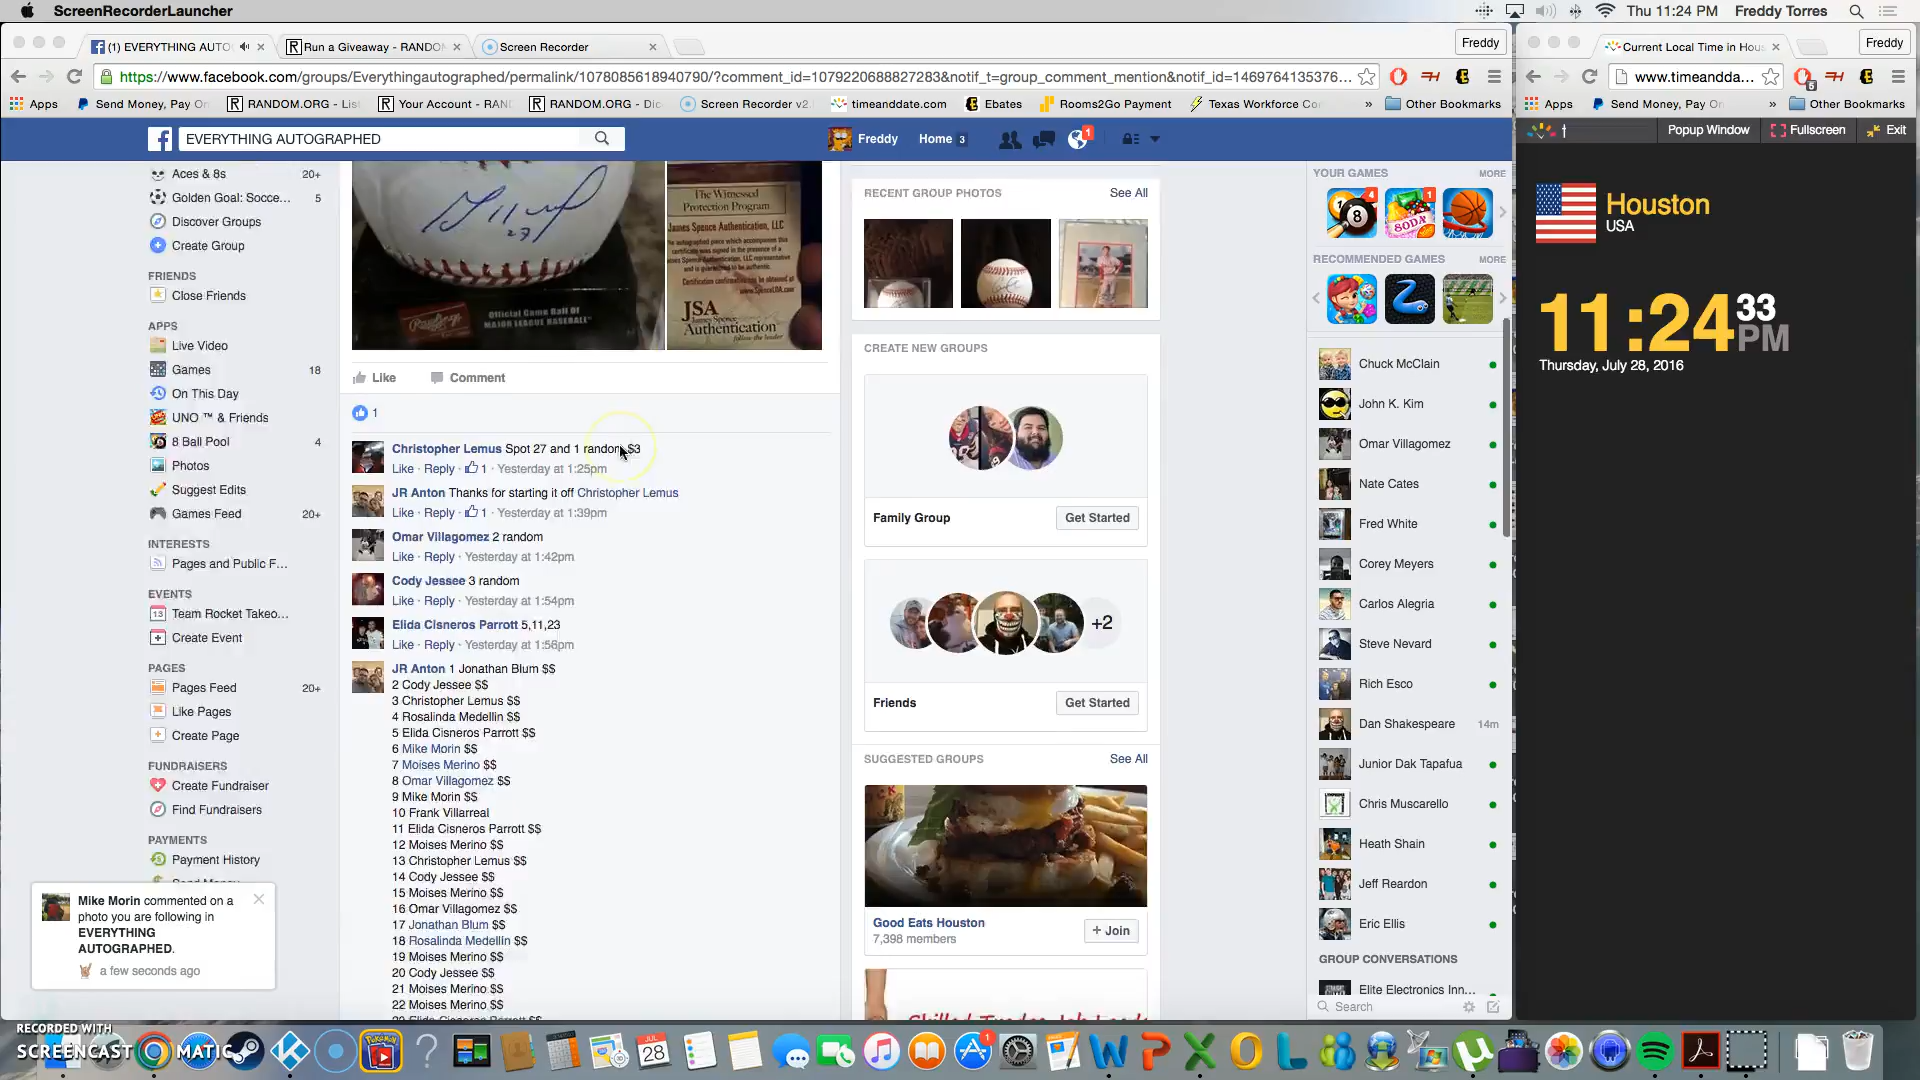 ScreenRecorderLauncher
Thu 11:24 PM Freddy Torres
(1) EVERYTHING AUTO
Run a Giveaway - RANDO
Screen Recorder
Freddy
Current Local Time in Hou
Freddy
https://www.facebook.com/groups/Everythingautographed/permalink/1078085618940790/?comment_id=1079220688827283&notif_t=group_comment_mention&notif_id=1469764135376...
www.timeandda...
Apps
Send Money, Pay On
RANDOM.ORG - List
Your Account - RAN
RANDOM.ORG - Dic
Screen Recorder v2.
timeanddate.com
Ebates
Rooms2Go Payment
Texas Workforce Co
»
Other Bookmarks
Apps
Send Money, Pay On
»
Other Bookmarks
EVERYTHING AUTOGRAPHED
Freddy
Home 3
1
Popup Window
Fullscreen
Exit
Aces & 8s 20+
Golden Goal: Socce... 5
Discover Groups
Create Group
FRIENDS
Close Friends
APPS
Live Video
Games 18
On This Day
UNO ™ & Friends
8 Ball Pool 4
Photos
Suggest Edits
Games Feed 20+
INTERESTS
Pages and Public F...
EVENTS
Team Rocket Takeo...
Create Event
PAGES
Pages Feed 20+
Like Pages
Create Page
FUNDRAISERS
Create Fundraiser
Find Fundraisers
PAYMENTS
Payment History
Mike Morin commented on a
photo you are following in
EVERYTHING
AUTOGRAPHED.
a few seconds ago
27
Rawlings
Official Game Ball Of
MAJOR LEAGUE BASEBALL
The Witnessed
Protection Program
James Spence Authentication, LLC
JSA
James Spence
Authentication
Like Comment
1
Christopher Lemus Spot 27 and 1 random $3
Like · Reply · 1 · Yesterday at 1:25pm
JR Anton Thanks for starting it off Christopher Lemus
Like · Reply · 1 · Yesterday at 1:39pm
Omar Villagomez 2 random
Like · Reply · Yesterday at 1:42pm
Cody Jessee 3 random
Like · Reply · Yesterday at 1:54pm
Elida Cisneros Parrott 5,11,23
Like · Reply · Yesterday at 1:56pm
JR Anton 1 Jonathan Blum $$
2 Cody Jessee $$
3 Christopher Lemus $$
4 Rosalinda Medellin $$
5 Elida Cisneros Parrott $$
6 Mike Morin $$
7 Moises Merino $$
8 Omar Villagomez $$
9 Mike Morin $$
10 Frank Villarreal
11 Elida Cisneros Parrott $$
12 Moises Merino $$
13 Christopher Lemus $$
14 Cody Jessee $$
15 Moises Merino $$
16 Omar Villagomez $$
17 Jonathan Blum $$
18 Rosalinda Medellin $$
19 Moises Merino $$
20 Cody Jessee $$
21 Moises Merino $$
22 Moises Merino $$
RECENT GROUP PHOTOS See All
CREATE NEW GROUPS
Family Group Get Started
+2
Friends Get Started
SUGGESTED GROUPS See All
Good Eats Houston
7,398 members
+ Join
YOUR GAMES MORE
4
1
8
SODA
RECOMMENDED GAMES MORE
Chuck McClain
John K. Kim
Omar Villagomez
Nate Cates
Fred White
Corey Meyers
Carlos Alegria
Steve Nevard
Rich Esco
Dan Shakespeare 14m
Junior Dak Tapafua
Chris Muscarello
Heath Shain
Jeff Reardon
Eric Ellis
GROUP CONVERSATIONS
Elite Electronics Inn...
Search
Houston
USA
11:24 33 PM
Thursday, July 28, 2016
RECORDED WITH
SCREENCAST MATIC
JUL
28
1